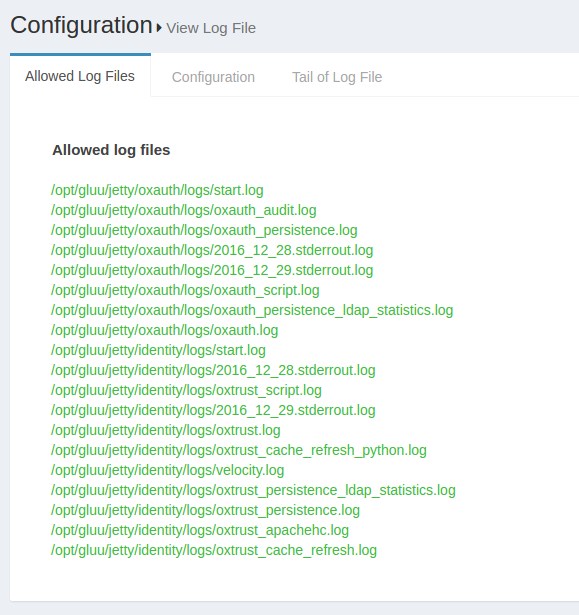 Configuration View Log File
Allowed Log Files Configuration Tail of Log File
Allowed log files
/opt/gluu/jetty/oxauth/logs/start.log
/opt/gluu/jetty/oxauth/logs/oxauth_audit.log
/opt/gluu/jetty/oxauth/logs/oxauth_persistence.log
/opt/gluu/jetty/oxauth/logs/2016_12_28.stderrout.log
/opt/gluu/jetty/oxauth/logs/2016_12_29.stderrout.log
/opt/gluu/jetty/oxauth/logs/oxauth_script.log
/opt/gluu/jetty/oxauth/logs/oxauth_persistence_ldap_statistics.log
/opt/gluu/jetty/oxauth/logs/oxauth.log
/opt/gluu/jetty/identity/logs/start.log
/opt/gluu/jetty/identity/logs/2016_12_28.stderrout.log
/opt/gluu/jetty/identity/logs/oxtrust_script.log
/opt/gluu/jetty/identity/logs/2016_12_29.stderrout.log
/opt/gluu/jetty/identity/logs/oxtrust.log
/opt/gluu/jetty/identity/logs/oxtrust_cache_refresh_python.log
/opt/gluu/jetty/identity/logs/velocity.log
/opt/gluu/jetty/identity/logs/oxtrust_persistence_ldap_statistics.log
/opt/gluu/jetty/identity/logs/oxtrust_persistence.log
/opt/gluu/jetty/identity/logs/oxtrust_apachehc.log
/opt/gluu/jetty/identity/logs/oxtrust_cache_refresh.log